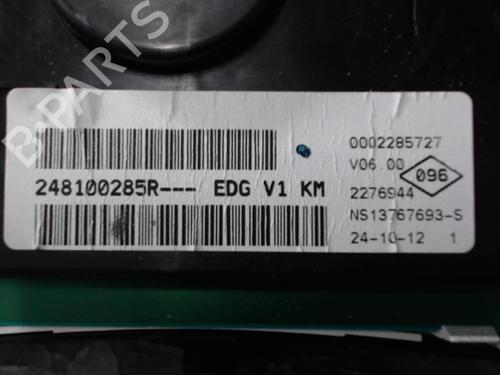 B-PARTS
0002285727
V06.00
096
248100285R--- EDG V1 KM
2276944
NS13767693-S
24-10-12 1